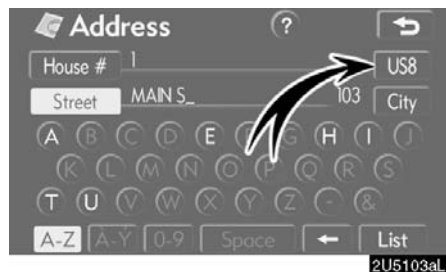 Address ?
House # 1 US8
Street MAIN S_ 103 City
A B C D E F G H I J
K L M N O P Q R S
T U V W X Y Z - &
A-Z À-Ý 0-9 Space ← List
2U5103aL